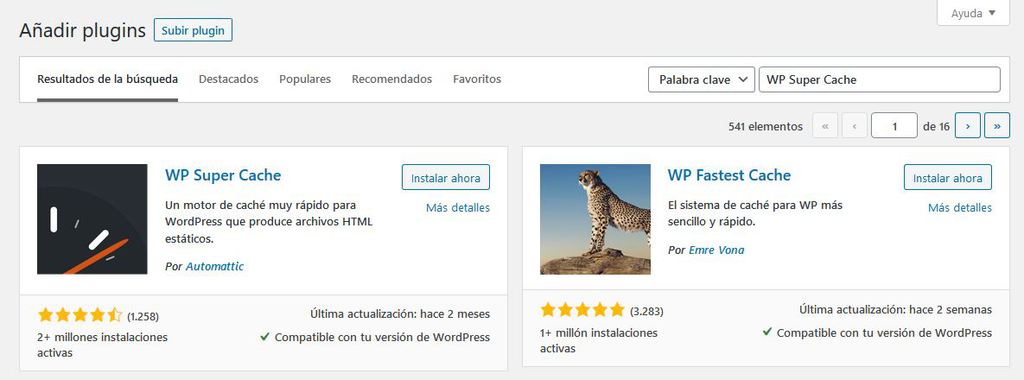 Ayuda ▼
Añadir plugins Subir plugin
Resultados de la búsqueda Destacados Populares Recomendados Favoritos Palabra clave WP Super Cache
541 elementos « ‹ 1 de 16 › »
WP Super Cache
Instalar ahora
Más detalles
Un motor de caché muy rápido para
WordPress que produce archivos HTML
estáticos.
Por Automattic
(1.258)
2+ millones instalaciones
activas
Última actualización: hace 2 meses
✓ Compatible con tu versión de WordPress
WP Fastest Cache
Instalar ahora
Más detalles
El sistema de caché para WP más
sencillo y rápido.
Por Emre Vona
(3.283)
1+ millón instalaciones
activas
Última actualización: hace 2 semanas
✓ Compatible con tu versión de WordPress